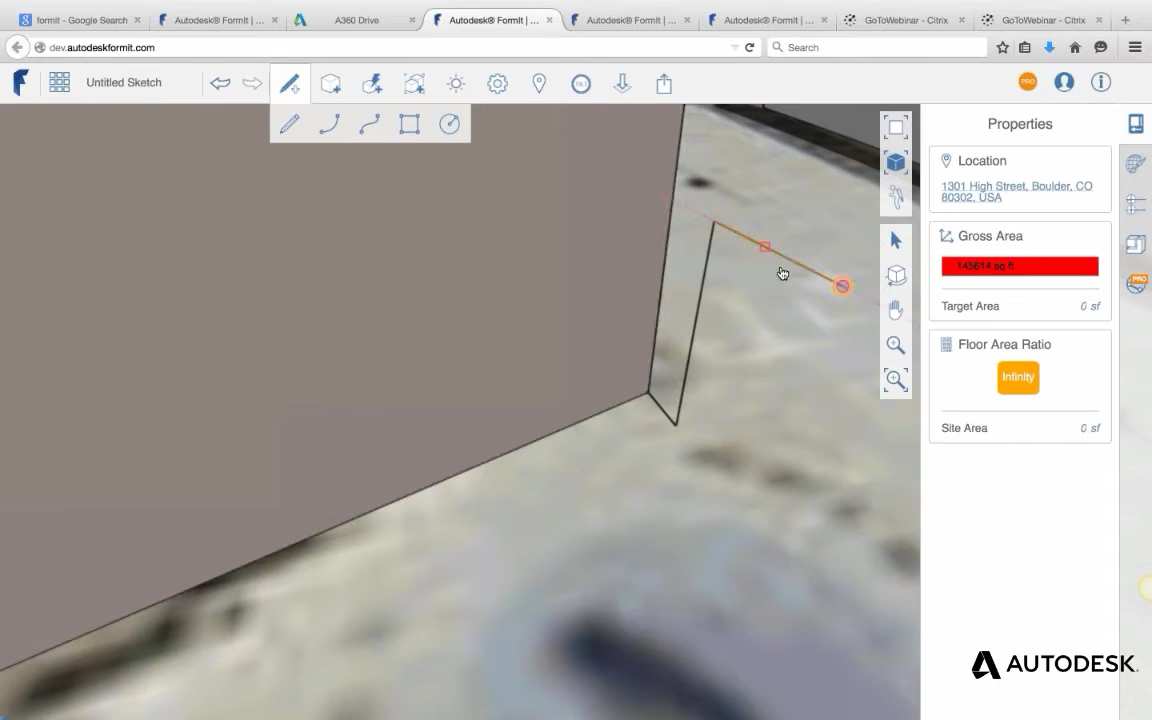 formit - Google Search
Autodesk® FormIt | ...
A360 Drive
Autodesk® FormIt | ...
Autodesk® FormIt | ...
Autodesk® FormIt | ...
GoToWebinar - Citrix
GoToWebinar - Citrix
dev.autodeskformit.com
Search
Untitled Sketch
PRO
Properties
Location
1301 High Street, Boulder, CO
80302, USA
Gross Area
145614 sq ft
PRO
Target Area 0 sf
Floor Area Ratio
Infinity
Site Area 0 sf
AUTODESK.